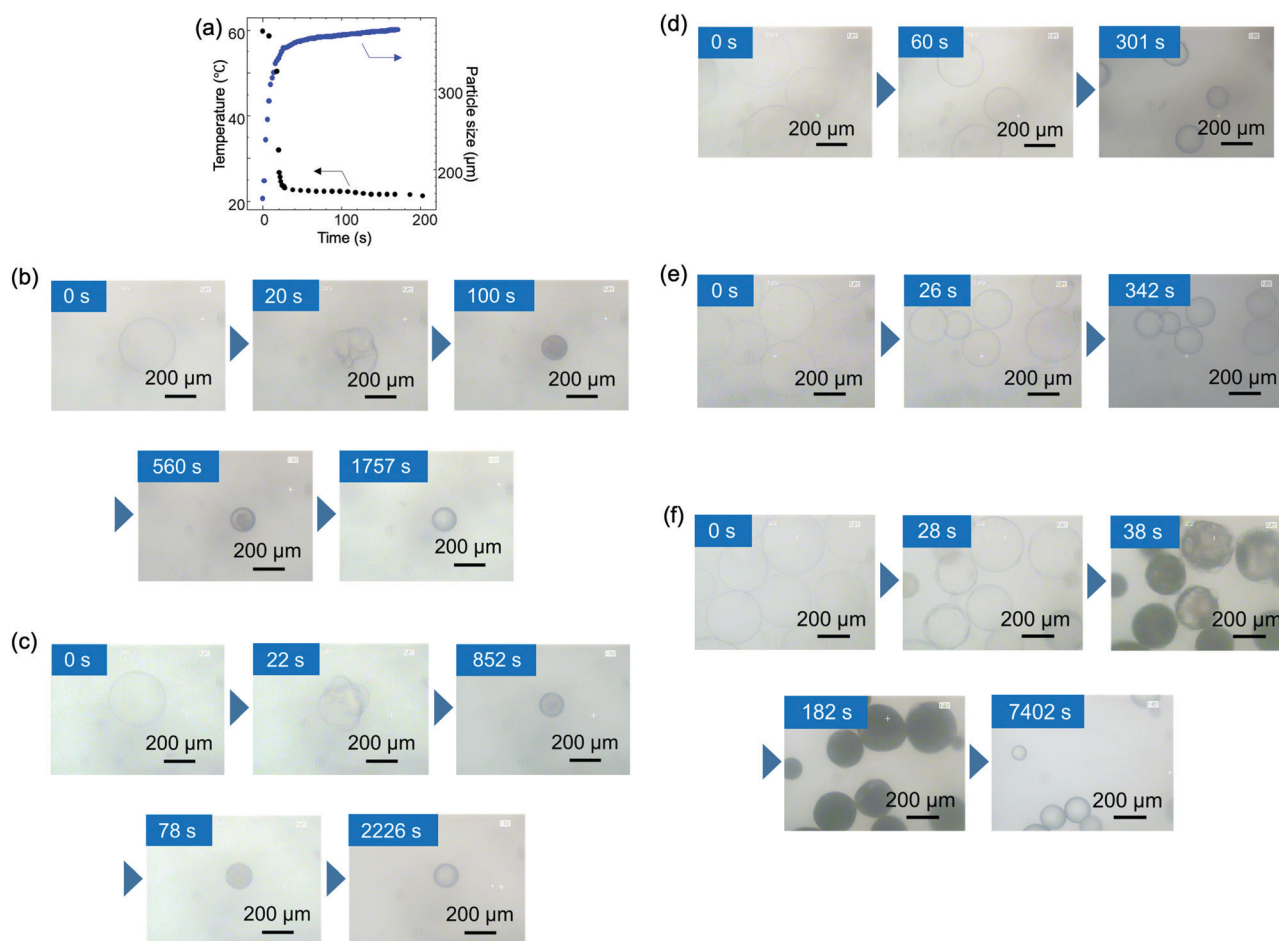 (a)
60
40
20
Temperature (°C)
300
200
Particle size (µm)
0
100
200
Time (s)
(b)
0 s
200 µm
20 s
200 µm
100 s
200 µm
560 s
200 µm
1757 s
200 µm
(c)
0 s
200 µm
22 s
200 µm
852 s
200 µm
78 s
200 µm
2226 s
200 µm
(d)
0 s
200 µm
60 s
200 µm
301 s
200 µm
(e)
0 s
200 µm
26 s
200 µm
342 s
200 µm
(f)
0 s
200 µm
28 s
200 µm
38 s
200 µm
182 s
200 µm
7402 s
200 µm